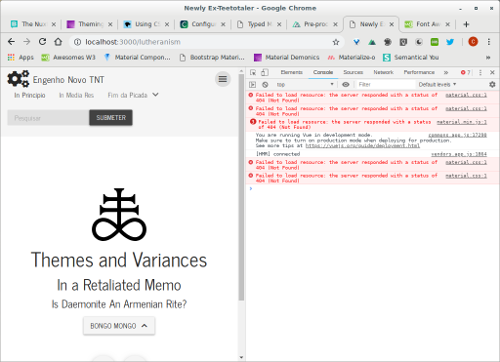 Newly Ex-Teetotaler - Google Chrome
The Nu
Theming
Using C
Configu
Typed M
Pre-proc
Newly E
Font Aw
localhost:3000/lutheranism
Apps
Awesomes W3
Material Compon...
Bootstrap Materi...
Material Demonics
Materialize-o
Semantical You
Engenho Novo TNT
In Principio In Media Res Fim da Picada
Pesquise SUBMETER
Themes and Variances
In a Retaliated Memo
Is Daemonite An Armenian Rite?
BONGO MONGO
Elements Console Sources Network Performance 7
top Filter Default levels
Failed to load resource: the server responded with a status of material.css:1
404 (Not Found)
Failed to load resource: the server responded with a status of material.css:1
404 (Not Found)
Failed to load resource: the server responded with a status material.min.js:1
of 404 (Not Found)
You are running Vue in development mode. commons.app.js:17298
Make sure to turn on production mode when deploying for production.
See more tips at https://vuejs.org/guide/deployment.html
[HMR] connected vendors.app.js:1864
Failed to load resource: the server responded with a status of material.css:1
404 (Not Found)
Failed to load resource: the server responded with a status of material.css:1
404 (Not Found)